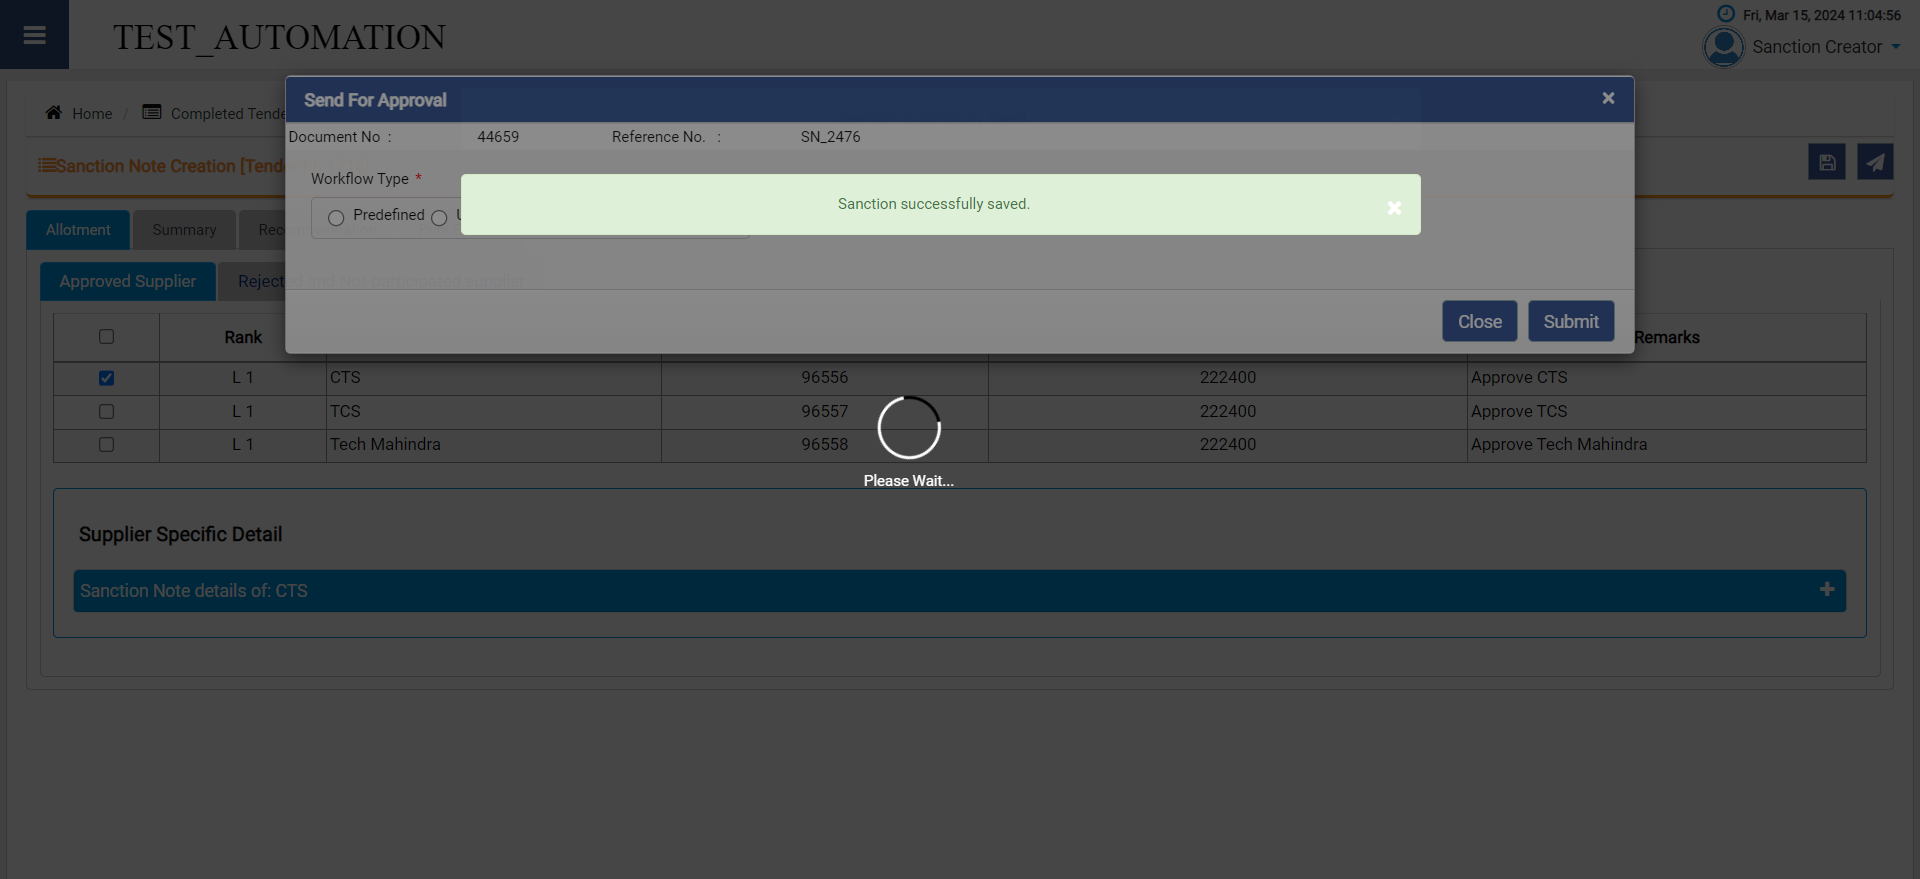 Fri, Mar 15, 2024 11:04:56
TEST_AUTOMATION
Sanction Creator
Send For Approval
Home / Completed Tende
Document No : 44659 Reference No. : SN_2476
Sanction Note Creation [Tende
Workflow Type *
Sanction successfully saved.
Predefined
Allotment Summary
Approved Supplier
Close Submit
Rank Remarks
L 1 CTS 96556 222400 Approve CTS
L 1 TCS 96557 222400 Approve TCS
L 1 Tech Mahindra 96558 222400 Approve Tech Mahindra
Please Wait...
Supplier Specific Detail
Sanction Note details of: CTS